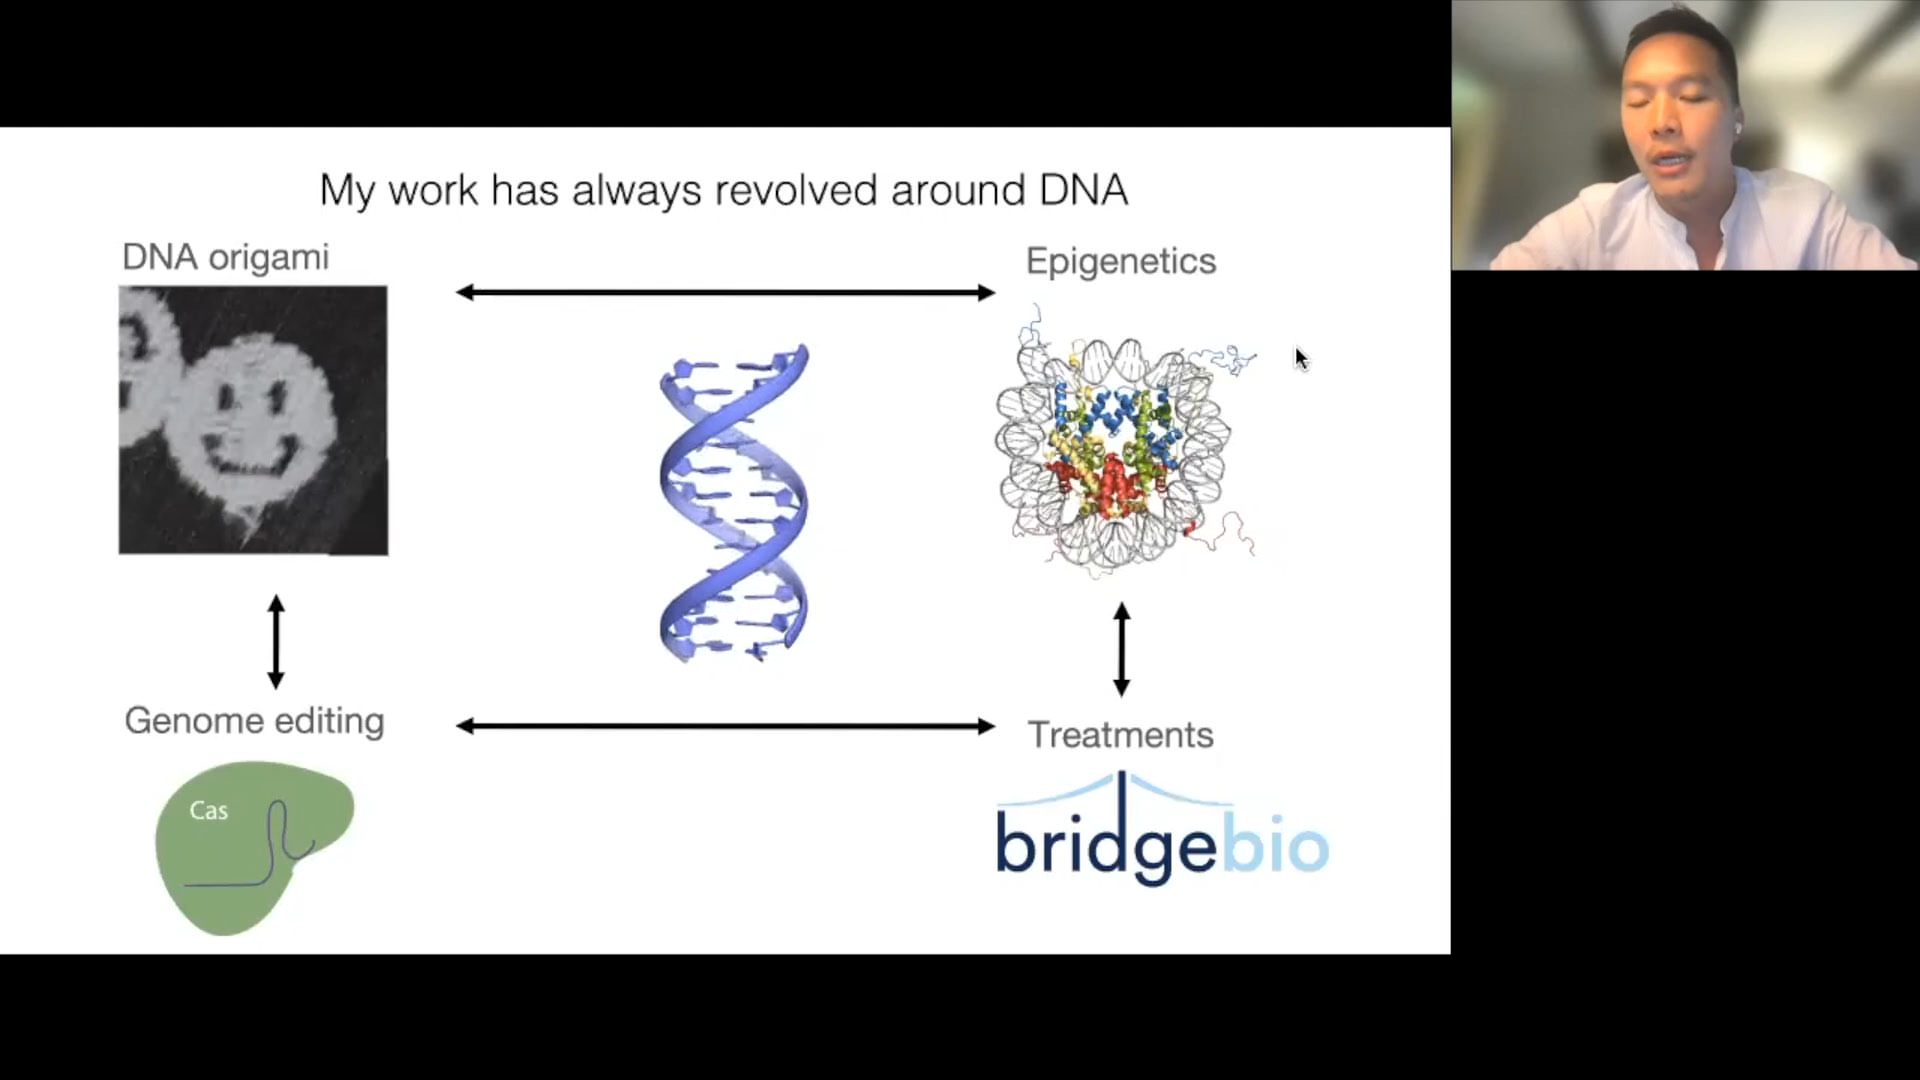 My work has always revolved around DNA
DNA origami
Epigenetics
Genome editing
Treatments
Cas
bridgebio